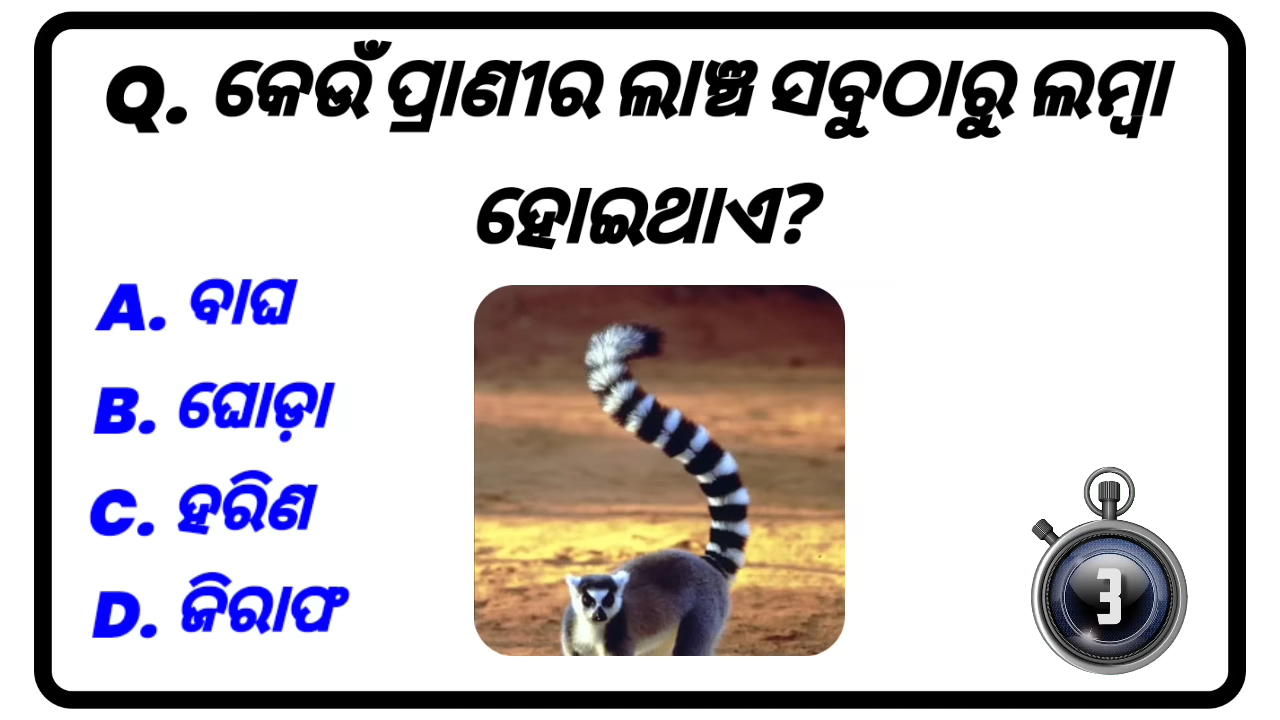 Q. କେଉଁ ପ୍ରାଣୀର ଲାଞ୍ଜ ସବୁଠାରୁ ଲମ୍ବା
ହୋଇଥାଏ?
A. ବାଘ
B. ଘୋଡ଼ା
C. ହରିଣ
D. ଜିରାଫ
3